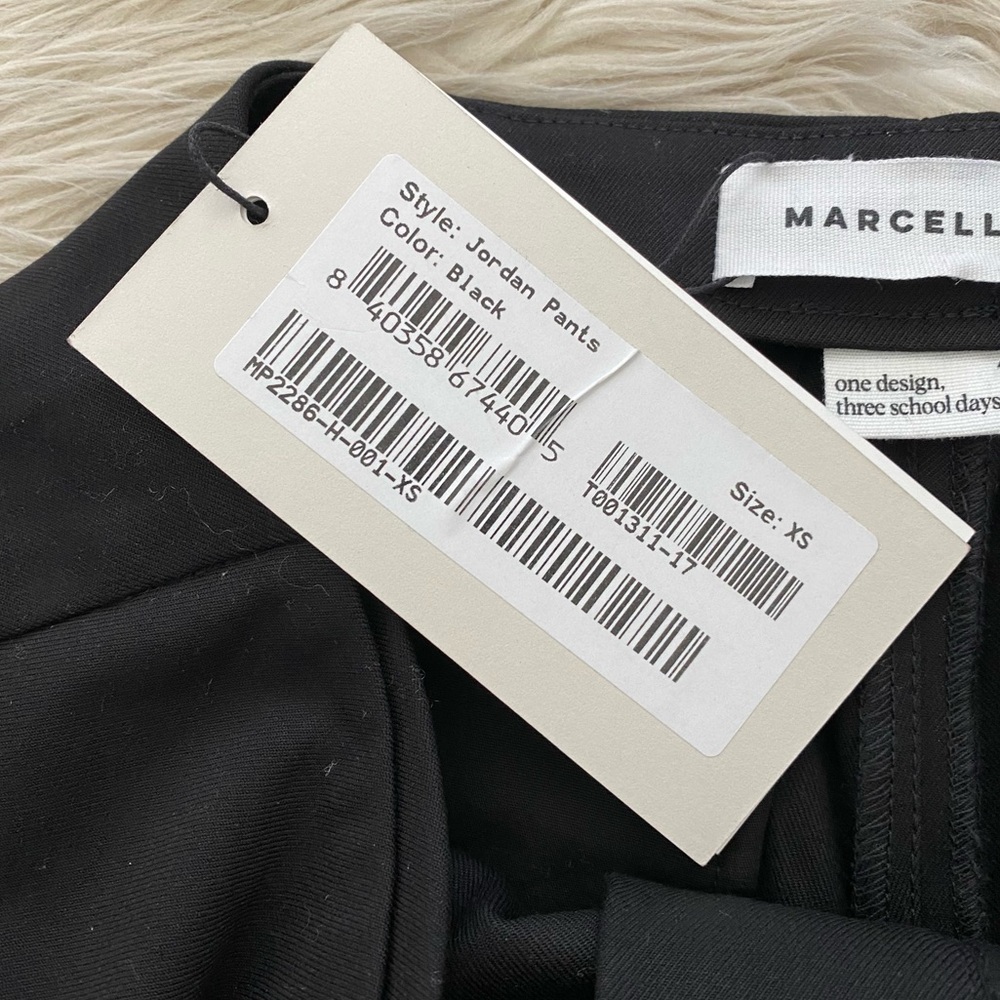 Style: Jordan Pants
Color: Black
8 40358 67440 5
MP2286-H-001-XS
Size: XS
T001311-17
MARCELL
one design,
three school days